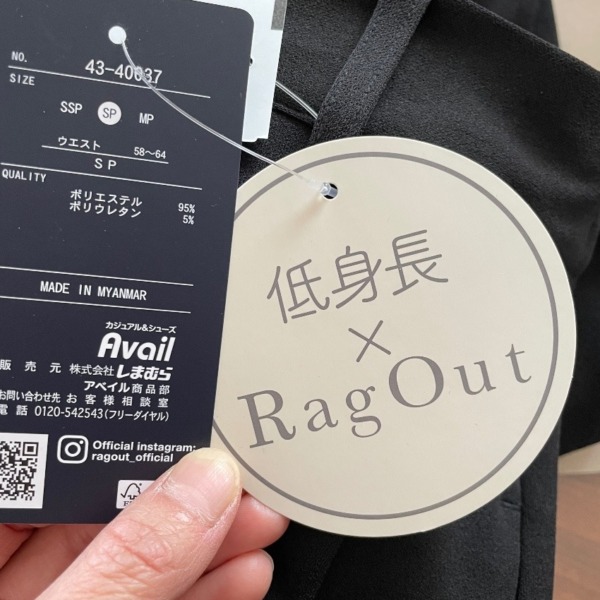 NO. 43-40037
SIZE
SSP SP MP
ウエスト 58～64
SP
QUALITY
ポリエステル 95%
ポリウレタン 5%
MADE IN MYANMAR
カジュアル&シューズ
Avail
販売元 株式会社しまむら
アベイル商品部
お問い合わせ先 お客様相談室
電話 0120-542543(フリーダイヤル)
Official instagram:
ragout_official
低身長
×
RagOut